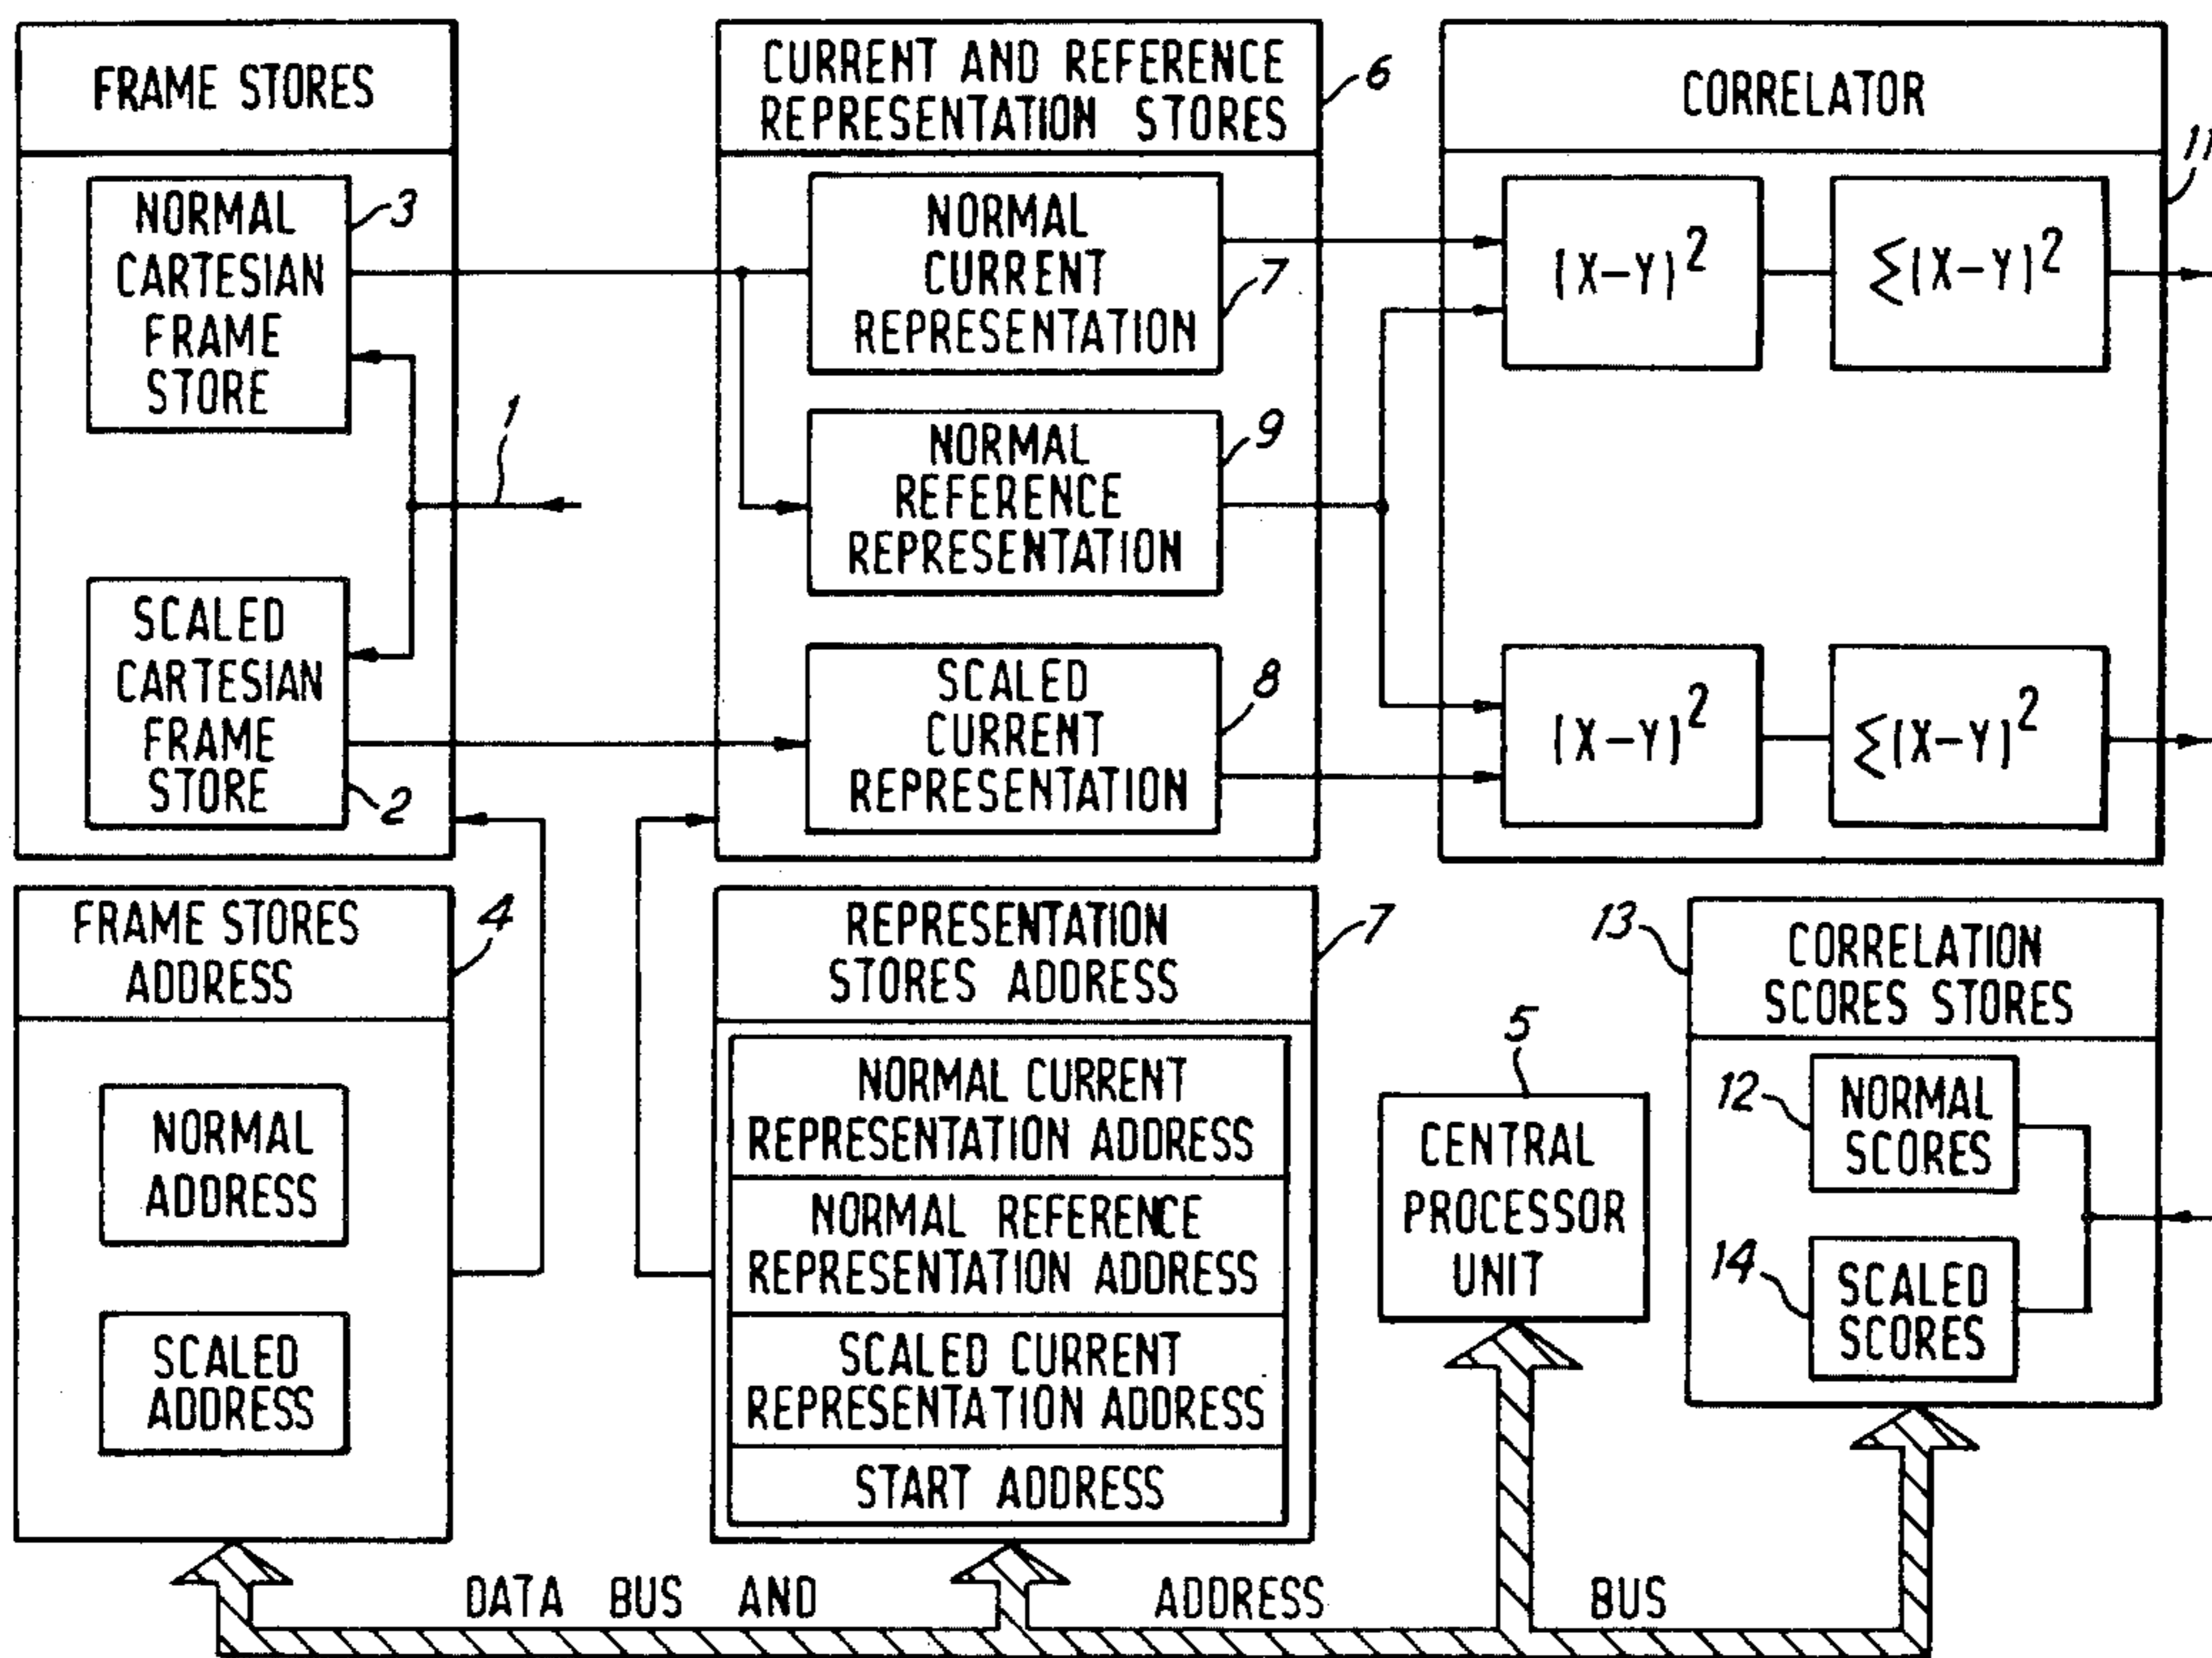 FRAME STORES
NORMAL
CARTESIAN
FRAME
STORE
3
1
SCALED
CARTESIAN
FRAME
STORE
2
CURRENT AND REFERENCE
REPRESENTATION STORES
6
NORMAL
CURRENT
REPRESENTATION
7
NORMAL
REFERENCE
REPRESENTATION
9
SCALED
CURRENT
REPRESENTATION
8
CORRELATOR
11
(X-Y)²
∑(X-Y)²
(X-Y)²
∑(X-Y)²
FRAME STORES
ADDRESS
4
NORMAL
ADDRESS
SCALED
ADDRESS
REPRESENTATION
STORES ADDRESS
7
NORMAL CURRENT
REPRESENTATION ADDRESS
NORMAL REFERENCE
REPRESENTATION ADDRESS
SCALED CURRENT
REPRESENTATION ADDRESS
START ADDRESS
5
CENTRAL
PROCESSOR
UNIT
13
CORRELATION
SCORES STORES
12
NORMAL
SCORES
14
SCALED
SCORES
DATA BUS AND ADDRESS BUS